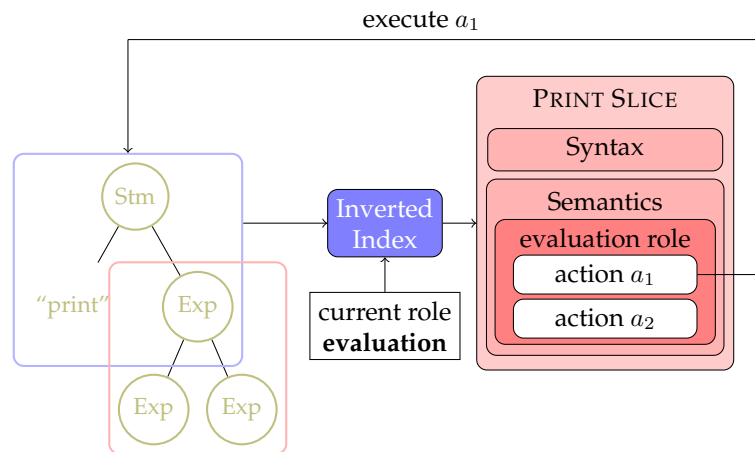 execute a₁
PRINT SLICE
Syntax
Semantics
evaluation role
action a₁
action a₂
Stm
“print”
Exp
Exp
Exp
Inverted
Index
current role
evaluation